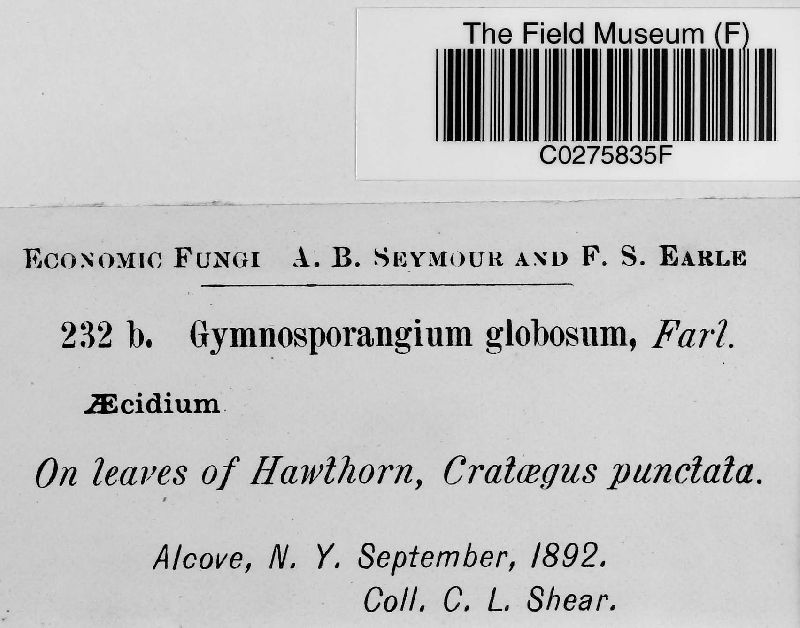 The Field Museum (F)
C0275835F
Economic Fungi A. B. Seymour and F. S. Earle
232 b. Gymnosporangium globosum, Farl.
Æcidium
On leaves of Hawthorn, Cratægus punctata.
Alcove, N. Y. September, 1892.
Coll. C. L. Shear.